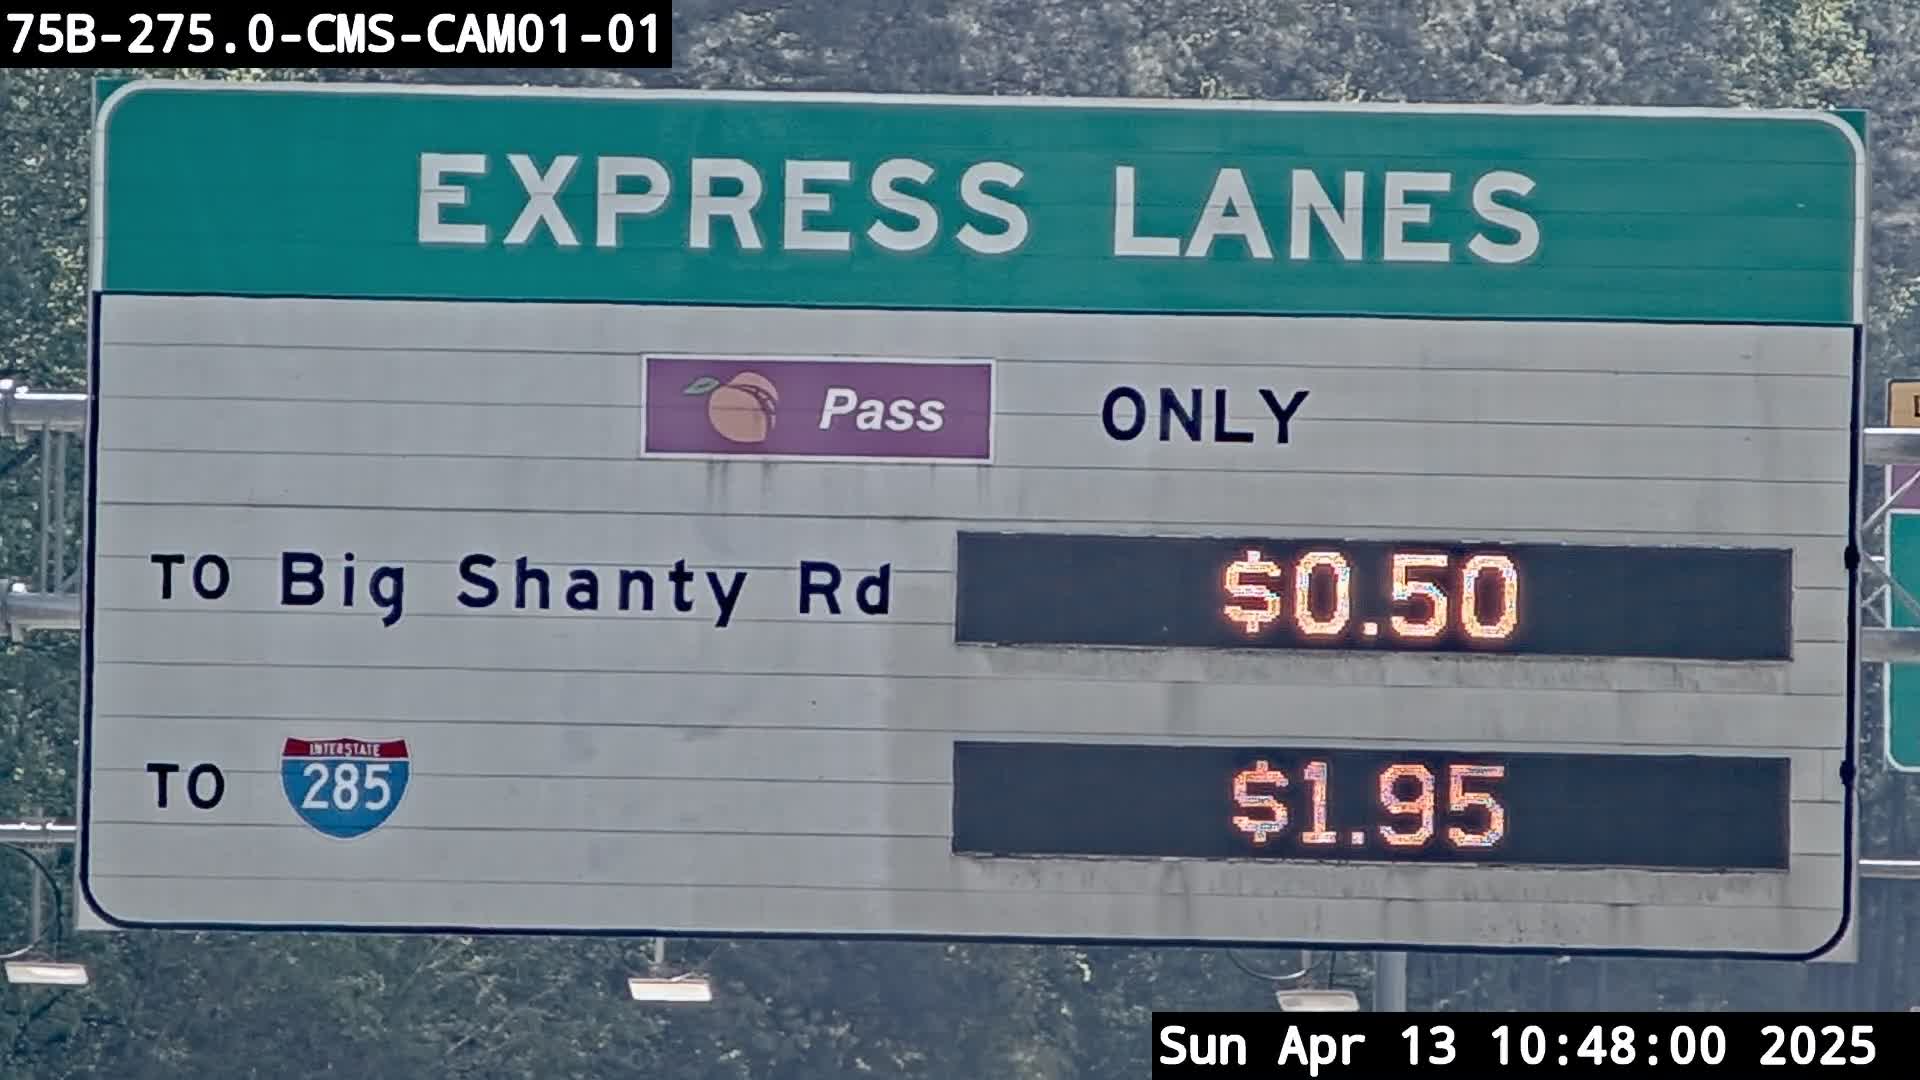 75B-275.0-CMS-CAM01-01
EXPRESS LANES
Pass ONLY
TO Big Shanty Rd $0.50
INTERSTATE
TO 285 $1.95
Sun Apr 13 10:48:00 2025